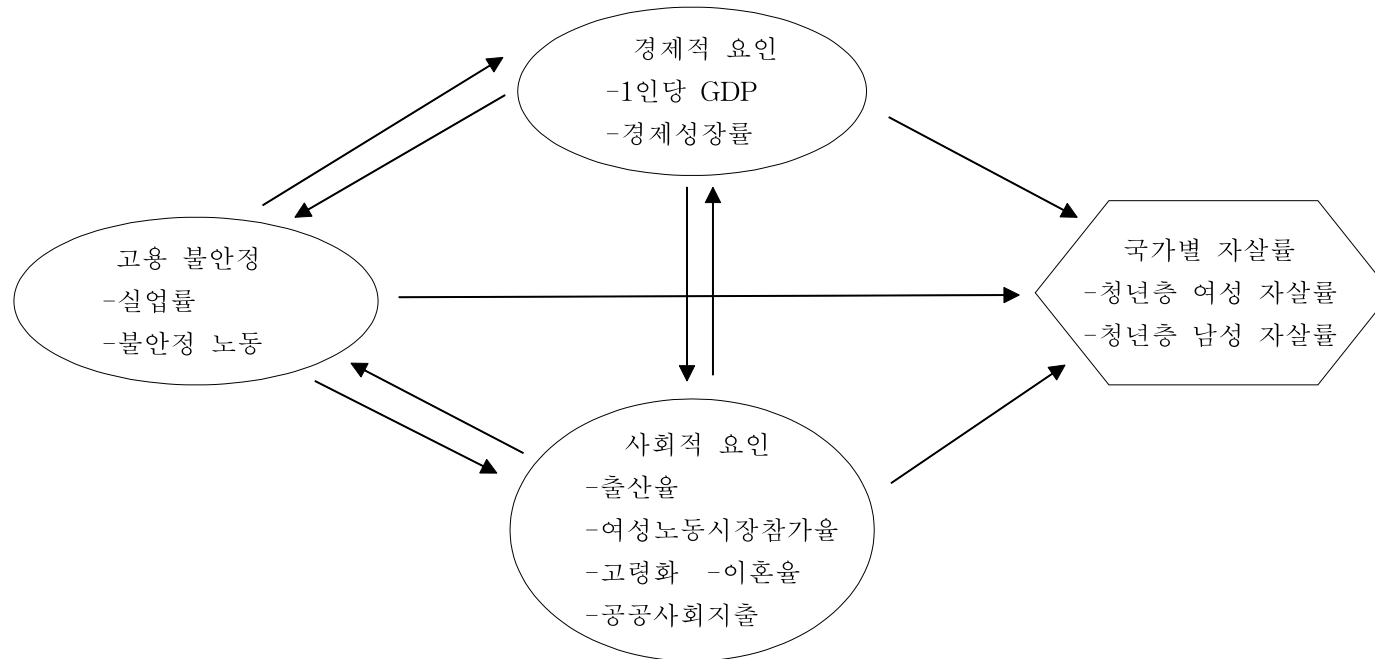 경제적 요인
-1인당 GDP
-경제성장률
고용 불안정
-실업률
-불안정 노동
국가별 자살률
-청년층 여성 자살률
-청년층 남성 자살률
사회적 요인
-출산율
-여성노동시장참가율
-고령화 -이혼율
-공공사회지출